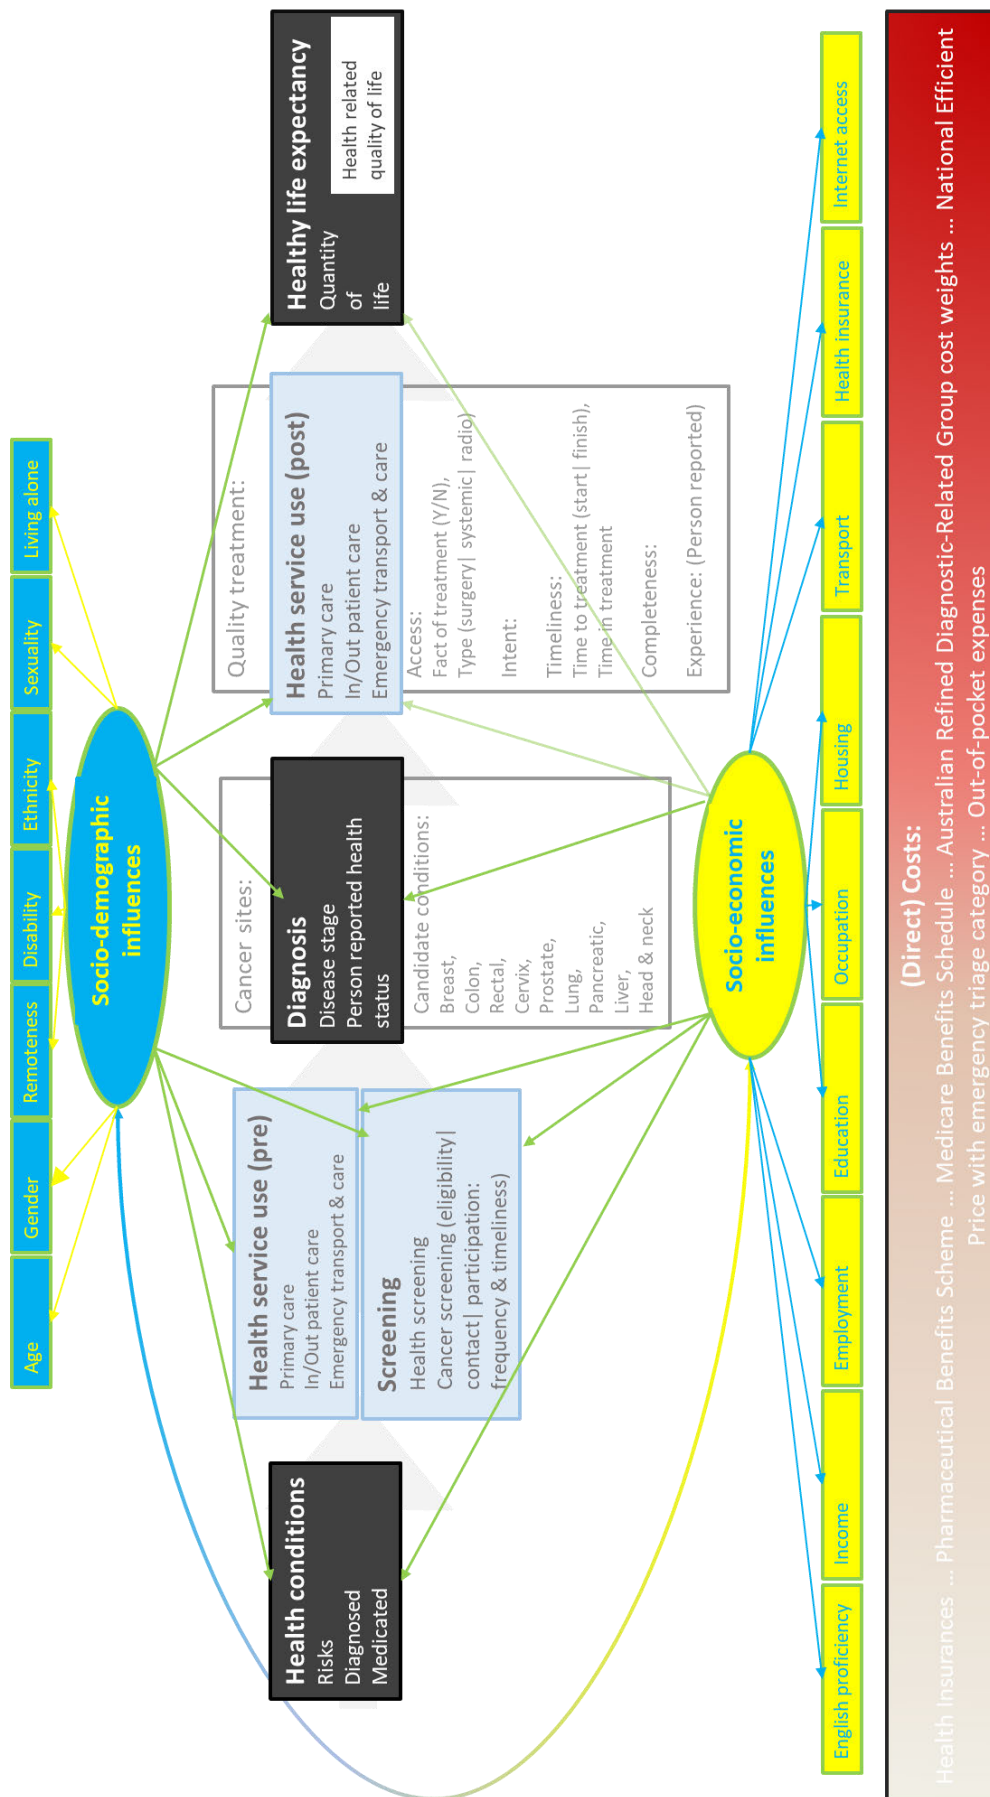 Age
Gender
Remoteness
Disability
Ethnicity
Sexuality
Living alone
Socio-demographic
influences
Health conditions
Risks
Diagnosed
Medicated
Health service use (pre)
Primary care
In/Out patient care
Emergency transport & care
Screening
Health screening
Cancer screening (eligibility|
contact| participation:
frequency & timeliness)
Cancer sites:
Diagnosis
Disease stage
Person reported health
status
Candidate conditions:
Breast,
Colon,
Rectal,
Cervix,
Prostate,
Lung,
Pancreatic,
Liver,
Head & neck
Quality treatment:
Health service use (post)
Primary care
In/Out patient care
Emergency transport & care
Access:
Fact of treatment (Y/N),
Type (surgery| systemic| radio)
Intent:
Timeliness:
Time to treatment (start| finish),
Time in treatment
Completeness:
Experience: (Person reported)
Healthy life expectancy
Quantity
of
life
Health related
quality of life
Socio-economic
influences
English proficiency
Income
Employment
Education
Occupation
Housing
Transport
Health insurance
Internet access
(Direct) Costs:
Health Insurances ... Pharmaceutical Benefits Scheme ... Medicare Benefits Schedule ... Australian Refined Diagnostic-Related Group cost weights ... National Efficient
Price with emergency triage category ... Out-of-pocket expenses